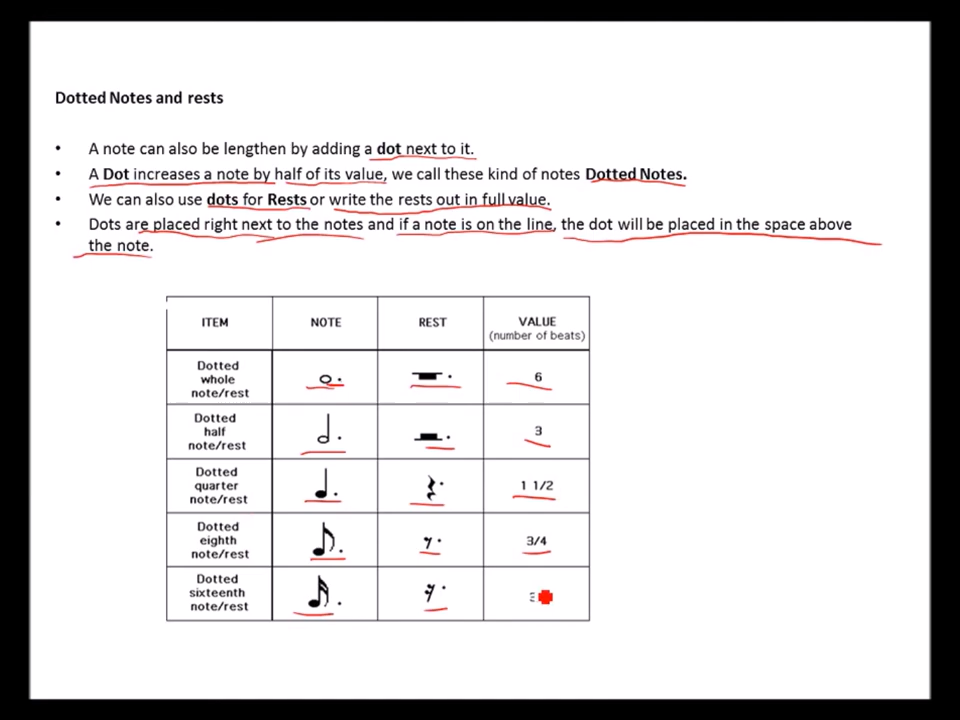 Dotted Notes and rests
• A note can also be lengthen by adding a dot next to it.
• A Dot increases a note by half of its value, we call these kind of notes Dotted Notes.
• We can also use dots for Rests or write the rests out in full value.
• Dots are placed right next to the notes and if a note is on the line, the dot will be placed in the space above
the note.
ITEM NOTE REST VALUE
(number of beats)
Dotted
whole
note/rest
6
Dotted
half
note/rest
3
Dotted
quarter
note/rest
1 1/2
Dotted
eighth
note/rest
3/4
Dotted
sixteenth
note/rest